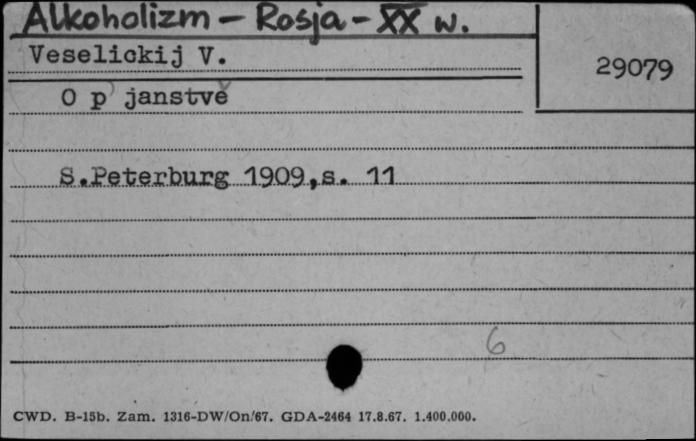 Alkoholizm - Rosja - XX w.
Veselickij V.
29079
O p' janstvě
S.Peterburg 1909,s. 11
6
CWD. B-15b. Zam. 1316-DW/On/67. GDA-2464 17.8.67. 1.400.000.